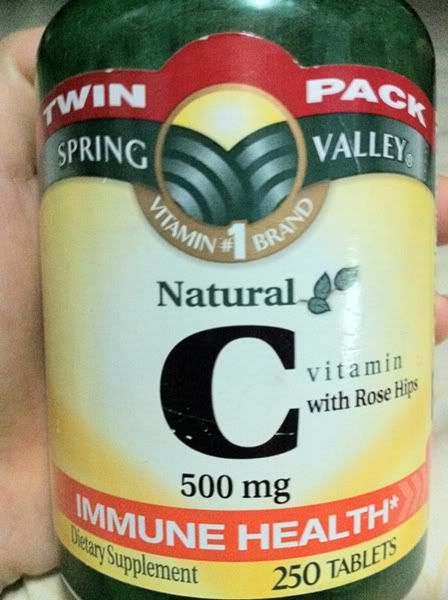 TWIN PACK
SPRING VALLEY®
VITAMIN #1 BRAND
Natural
C
vitamin
with Rose Hips
500 mg
IMMUNE HEALTH*
Dietary Supplement
250 TABLETS